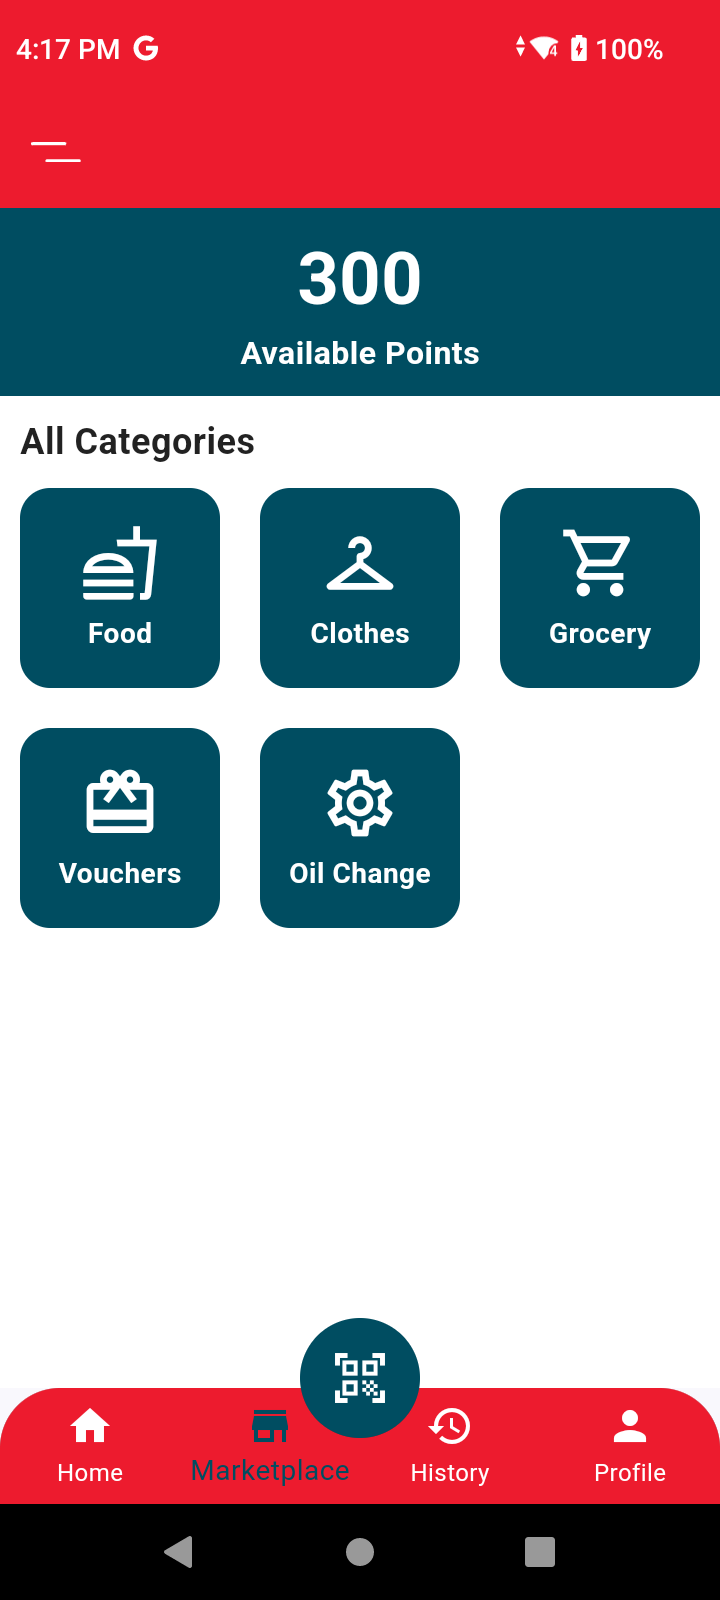 4:17 PM G 100%
300
Available Points
All Categories
Food Clothes Grocery
Vouchers Oil Change
Home Marketplace History Profile